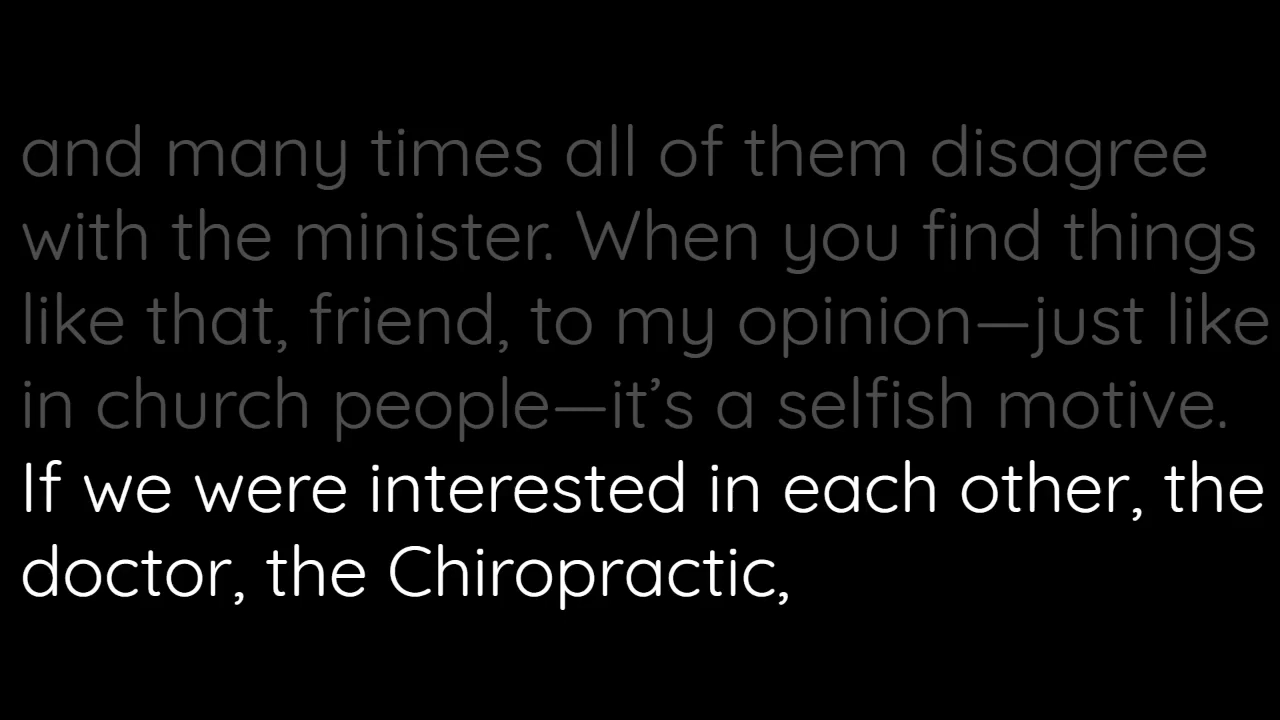 and many times all of them disagree
with the minister. When you find things
like that, friend, to my opinion—just like
in church people—it’s a selfish motive.
If we were interested in each other, the
doctor, the Chiropractic,